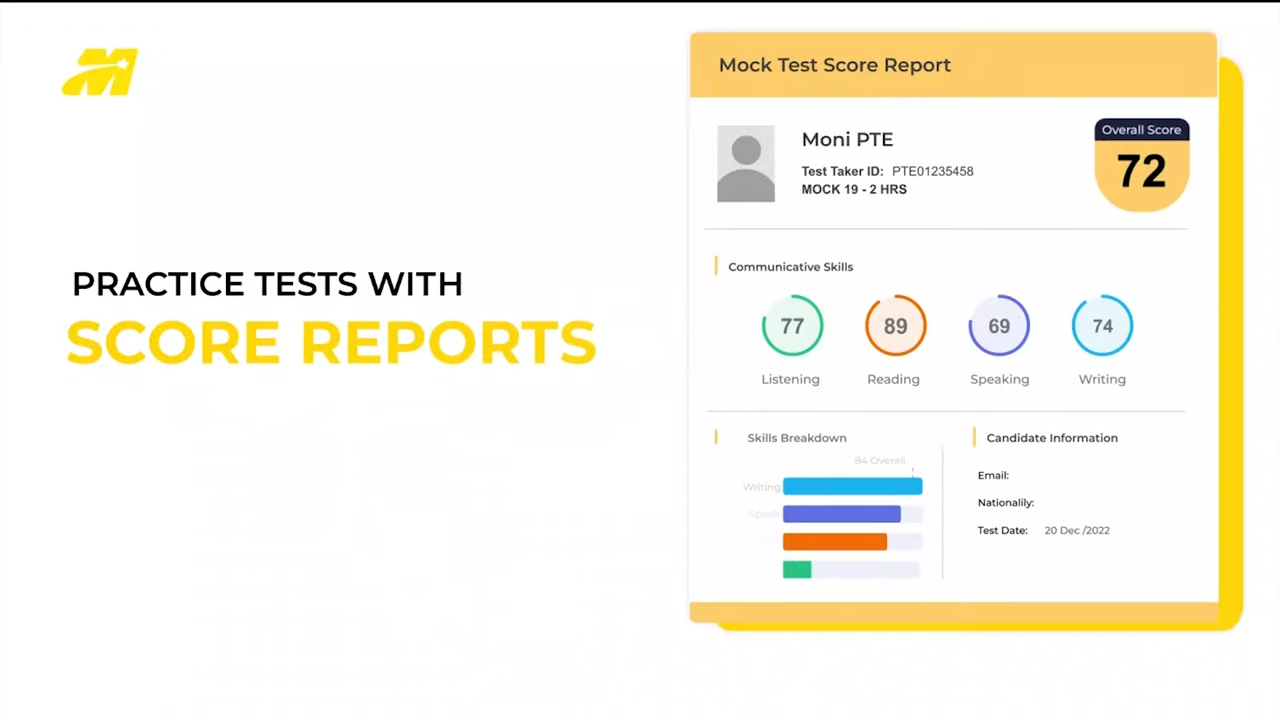 PRACTICE TESTS WITH
SCORE REPORTS
Mock Test Score Report
Moni PTE
Test Taker ID: PTE01235458
MOCK 19 - 2 HRS
Overall Score
72
Communicative Skills
77 89 69 74
Listening Reading Speaking Writing
Skills Breakdown
84 Overall
Writing
Speak
Candidate Information
Email:
Nationalily:
Test Date: 20 Dec /2022